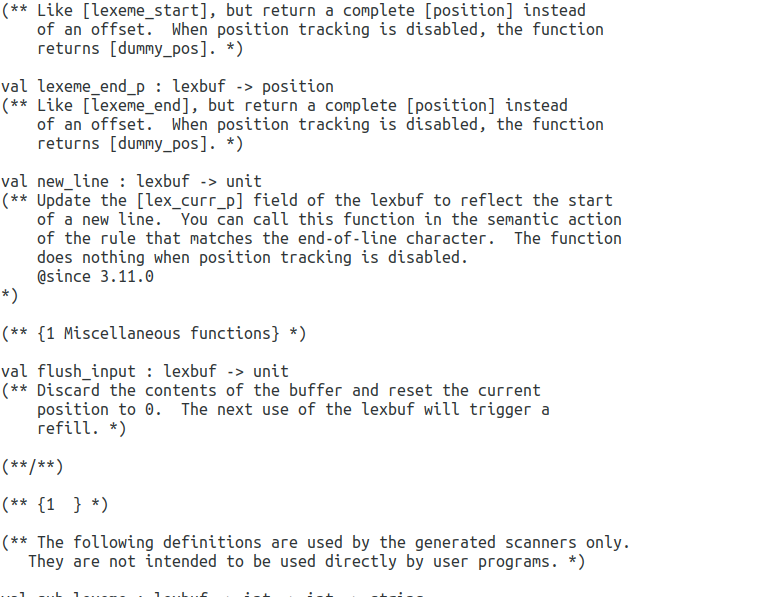 (** Like [lexeme_start], but return a complete [position] instead
    of an offset.  When position tracking is disabled, the function
    returns [dummy_pos]. *)

val lexeme_end_p : lexbuf -> position
(** Like [lexeme_end], but return a complete [position] instead
    of an offset.  When position tracking is disabled, the function
    returns [dummy_pos]. *)

val new_line : lexbuf -> unit
(** Update the [lex_curr_p] field of the lexbuf to reflect the start
    of a new line.  You can call this function in the semantic action
    of the rule that matches the end-of-line character.  The function
    does nothing when position tracking is disabled.
    @since 3.11.0
*)

(** {1 Miscellaneous functions} *)

val flush_input : lexbuf -> unit
(** Discard the contents of the buffer and reset the current
    position to 0.  The next use of the lexbuf will trigger a
    refill. *)

(**/**)

(** {1  } *)

(** The following definitions are used by the generated scanners only.
   They are not intended to be used directly by user programs. *)